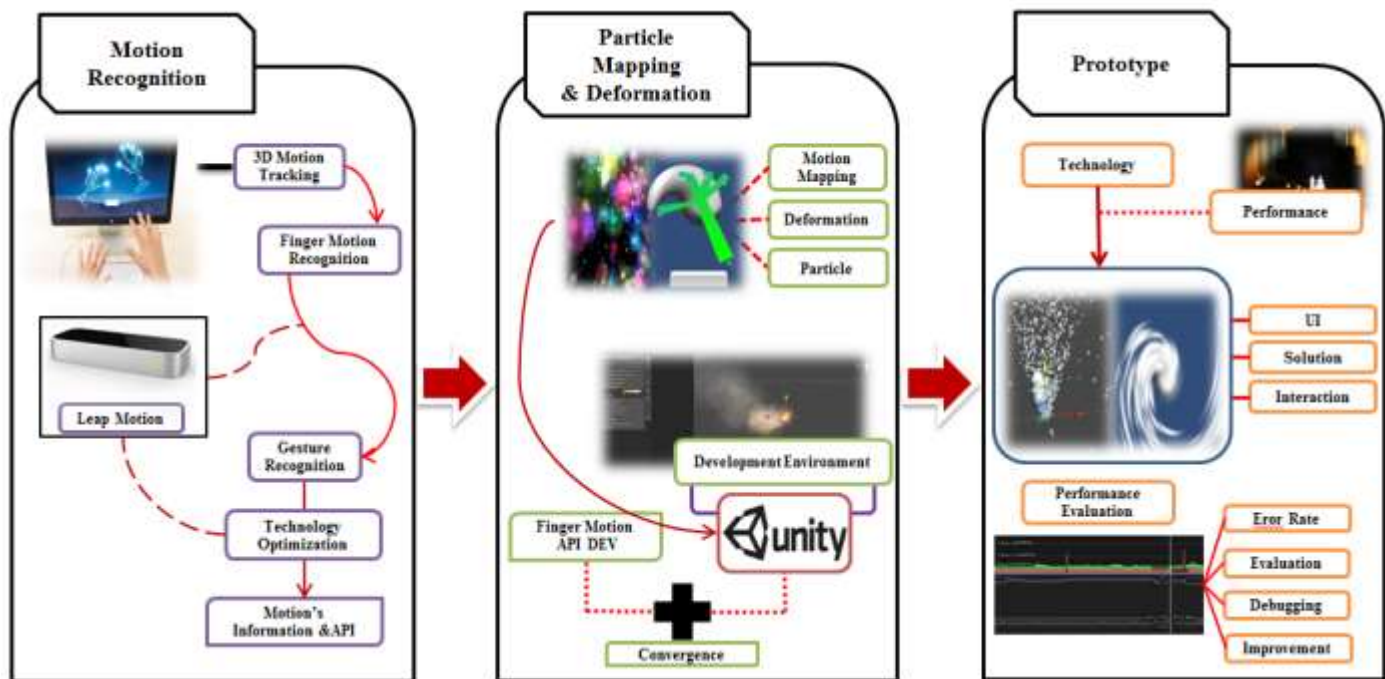 Motion
Recognition
3D Motion
Tracking
Finger Motion
Recognition
Leap Motion
Gesture
Recognition
Technology
Optimization
Motion's
Information &API
Particle
Mapping
& Deformation
Motion
Mapping
Deformation
Particle
Development Environment
Finger Motion
API DEV
unity
Convergence
Prototype
Technology
Performance
UI
Solution
Interaction
Performance
Evaluation
Eror Rate
Evaluation
Debugging
Improvement